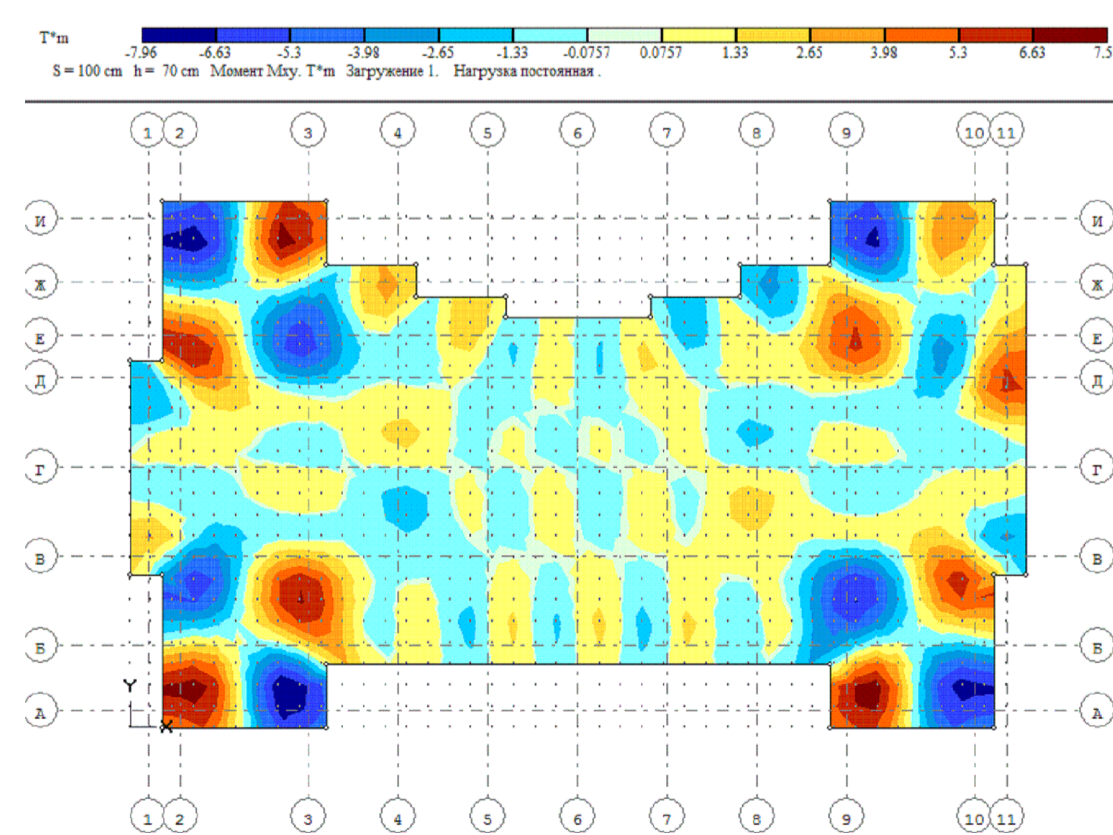 T*m
-7.96 -6.63 -5.3 -3.98 -2.65 -1.33 -0.0757 0.0757 1.33 2.65 3.98 5.3 6.63 7.5
S = 100 cm h = 70 cm Момент Мxy. T*m Загружение 1. Нагрузка постоянная .
1 2 3 4 5 6 7 8 9 10 11
И И
Ж Ж
Е Е
Д Д
Г Г
В В
Б Б
Y
А А
X
1 2 3 4 5 6 7 8 9 10 11